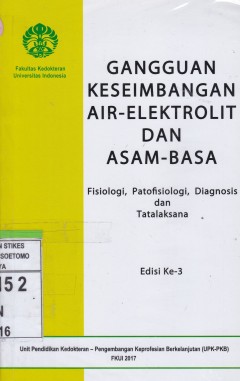 Fakultas Kedokteran
Universitas Indonesia
GANGGUAN
KESEIMBANGAN
AIR-ELEKTROLIT
DAN
ASAM-BASA
Fisiologi, Patofisiologi, Diagnosis
dan
Tatalaksana
Edisi Ke-3
N STIKES
SOETOMO
YA
152
N
16
Unit Pendidikan Kedokteran – Pengembangan Keprofesian Berkelanjutan (UPK-PKB)
FKUI 2017